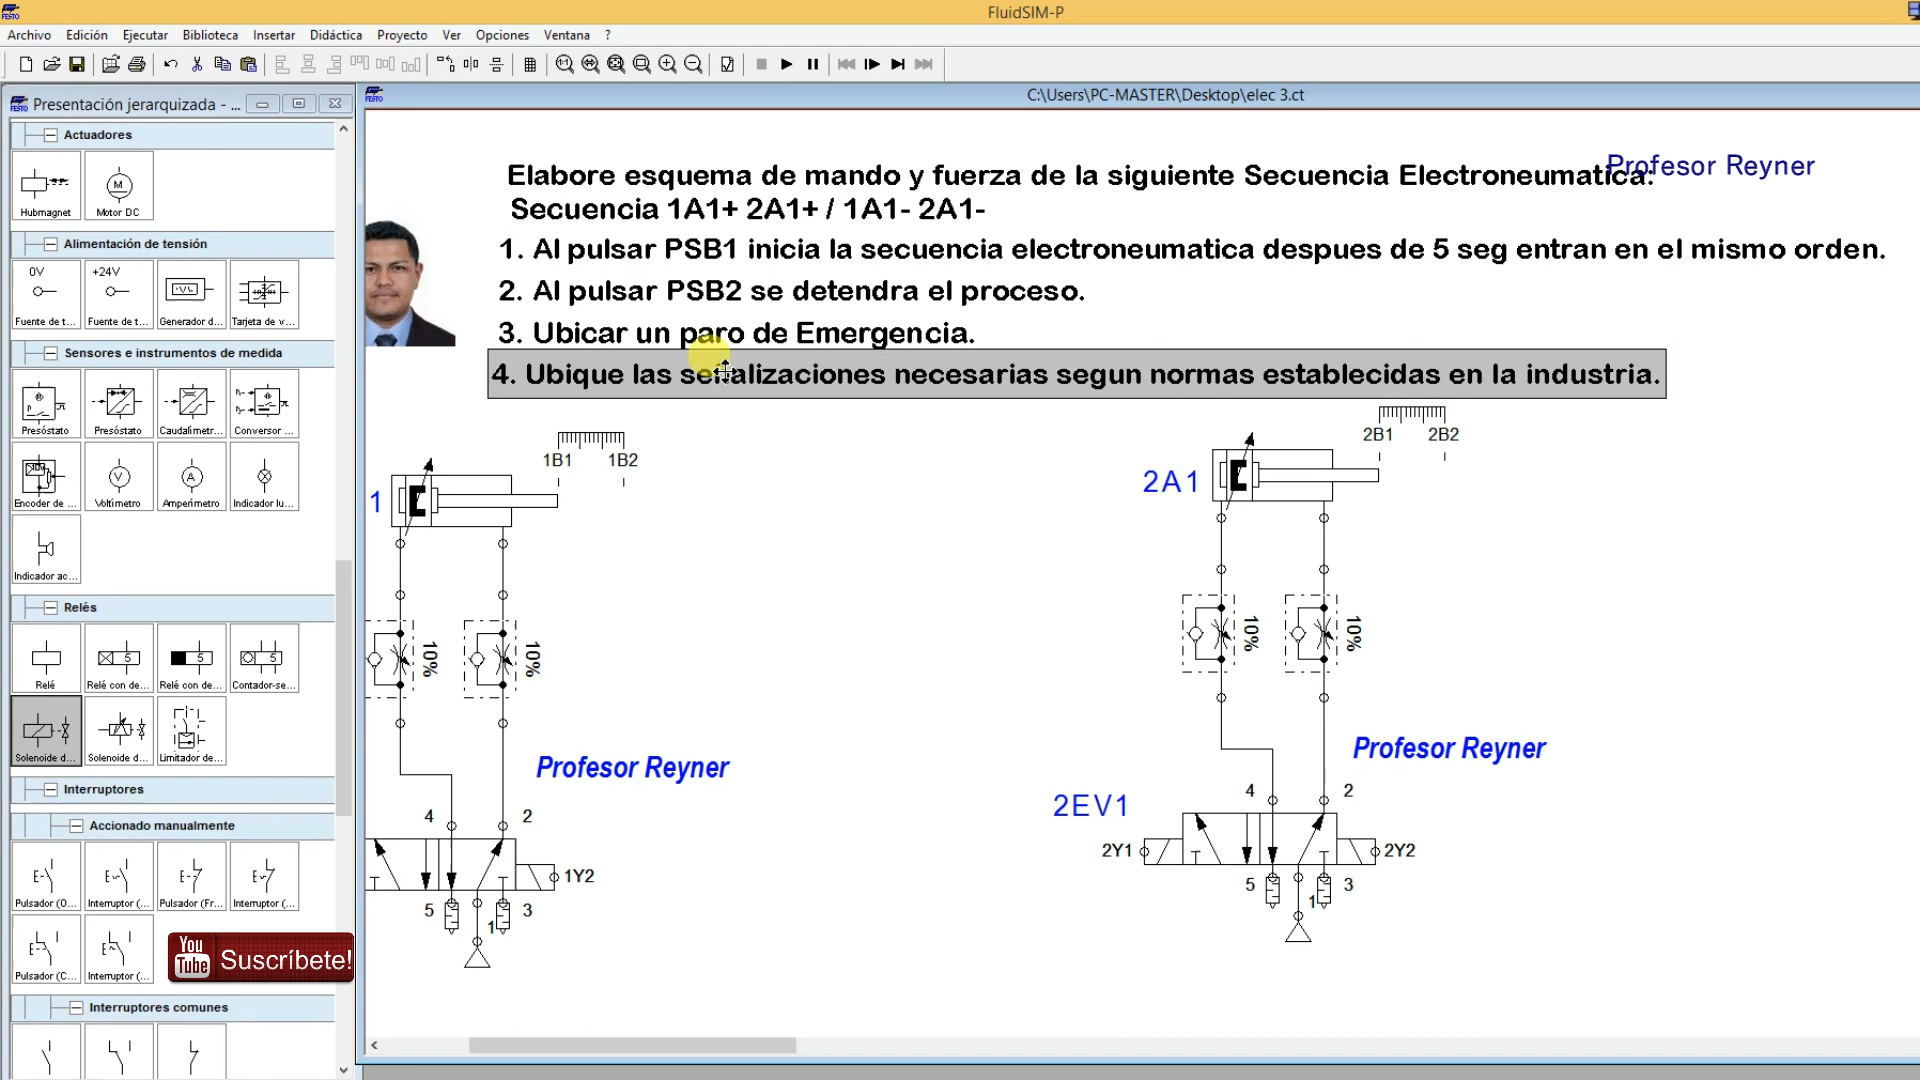 FluidSIM-P
FESTO
Archivo Edición Ejecutar Biblioteca Insertar Didáctica Proyecto Ver Opciones Ventana ?
Presentación jerarquizada - ...
C:\Users\PC-MASTER\Desktop\elec 3.ct
Actuadores
Hubmagnet Motor DC
Alimentación de tensión
0V +24V
Fuente de t... Fuente de t... Generador d... Tarjeta de v...
Sensores e instrumentos de medida
Presóstato Presóstato Caudalímetr... Conversor ...
Encoder de ... Voltímetro Amperímetro Indicador lu...
Indicador ac...
Relés
Relé Relé con de... Relé con de... Contador-se...
Solenoide d... Solenoide d... Limitador de...
Interruptores
Accionado manualmente
Pulsador (O... Interruptor (... Pulsador (Fr... Interruptor (...
Pulsador (C... Interruptor (...
You Tube Suscríbete!
Interruptores comunes
Profesor Reyner
Elabore esquema de mando y fuerza de la siguiente Secuencia Electroneumatica:
Secuencia 1A1+ 2A1+ / 1A1- 2A1-
1. Al pulsar PSB1 inicia la secuencia electroneumatica despues de 5 seg entran en el mismo orden.
2. Al pulsar PSB2 se detendra el proceso.
3. Ubicar un paro de Emergencia.
4. Ubique las señalizaciones necesarias segun normas establecidas en la industria.
1B1 1B2
2B1 2B2
1
2A1
10% 10%
10% 10%
Profesor Reyner
Profesor Reyner
4 2
4 2
2EV1
1Y2
2Y1 2Y2
5 1 3
5 1 3